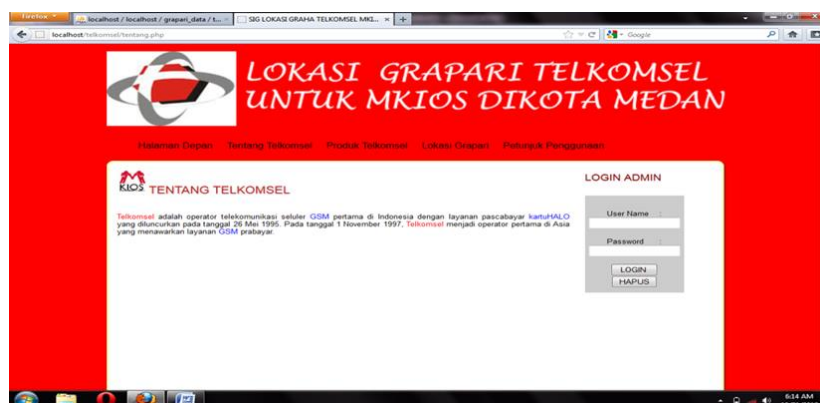 Firefox
localhost / localhost / grapari_data / t...
SIG LOKASI GRAHA TELKOMSEL MKI...
localhost/telkomsel/tentang.php
Google
LOKASI GRAPARI TELKOMSEL
UNTUK MKIOS DIKOTA MEDAN
Halaman Depan Tentang Telkomsel Produk Telkomsel Lokasi Grapari Petunjuk Penggunaan
M
KIOS TENTANG TELKOMSEL
Telkomsel adalah operator telekomunikasi seluler GSM pertama di Indonesia dengan layanan pascabayar kartuHALO
yang diluncurkan pada tanggal 26 Mei 1995. Pada tanggal 1 November 1997, Telkomsel menjadi operator pertama di Asia
yang menawarkan layanan GSM prabayar.
LOGIN ADMIN
User Name :
Password :
LOGIN
HAPUS
6:14 AM